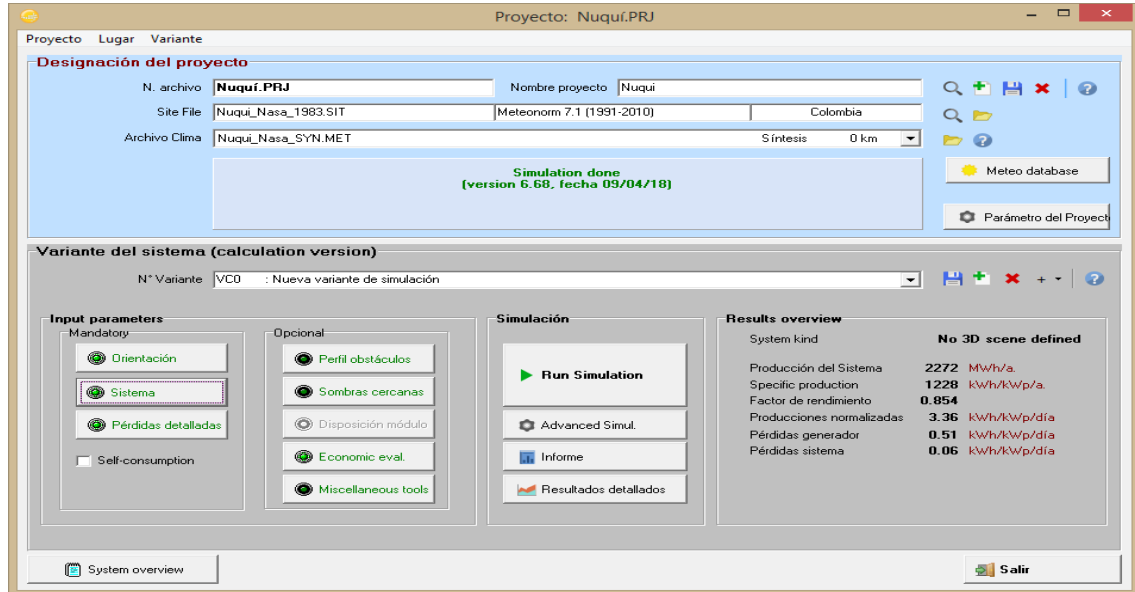 Proyecto: Nuquí.PRJ
Proyecto Lugar Variante
Designación del proyecto
N. archivo Nuquí.PRJ Nombre proyecto Nuqui
Site File Nuqui_Nasa_1983.SIT Meteonorm 7.1 (1991-2010) Colombia
Archivo Clima Nuqui_Nasa_SYN.MET Síntesis 0 km
Simulation done
(version 6.68, fecha 09/04/18)
Meteo database
Parámetro del Proyect
Variante del sistema (calculation version)
N° Variante VC0 : Nueva variante de simulación
Input parameters
Mandatory
Orientación
Sistema
Pérdidas detalladas
Self-consumption
Opcional
Perfil obstáculos
Sombras cercanas
Disposición módulo
Economic eval.
Miscellaneous tools
Simulación
Run Simulation
Advanced Simul.
Informe
Resultados detallados
Results overview
System kind No 3D scene defined
Producción del Sistema 2272 MWh/a.
Specific production 1228 kWh/kWp/a.
Factor de rendimiento 0.854
Producciones normalizadas 3.36 kWh/kWp/día
Pérdidas generador 0.51 kWh/kWp/día
Pérdidas sistema 0.06 kWh/kWp/día
System overview
Salir